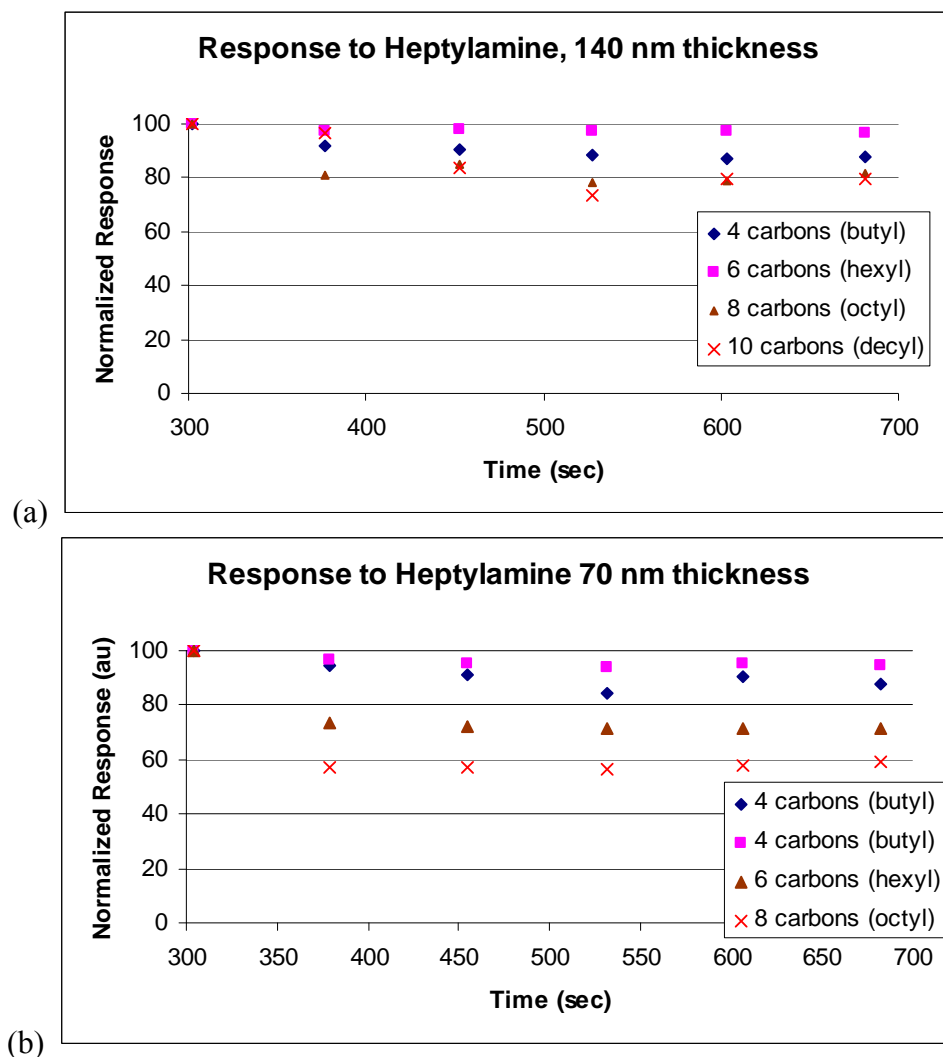 Response to Heptylamine, 140 nm thickness
Normalized Response
100
80
60
40
20
0
300 400 500 600 700
Time (sec)
4 carbons (butyl)
6 carbons (hexyl)
8 carbons (octyl)
10 carbons (decyl)
(a)
Response to Heptylamine 70 nm thickness
Normalized Response (au)
100
80
60
40
20
0
300 350 400 450 500 550 600 650 700
Time (sec)
4 carbons (butyl)
4 carbons (butyl)
6 carbons (hexyl)
8 carbons (octyl)
(b)